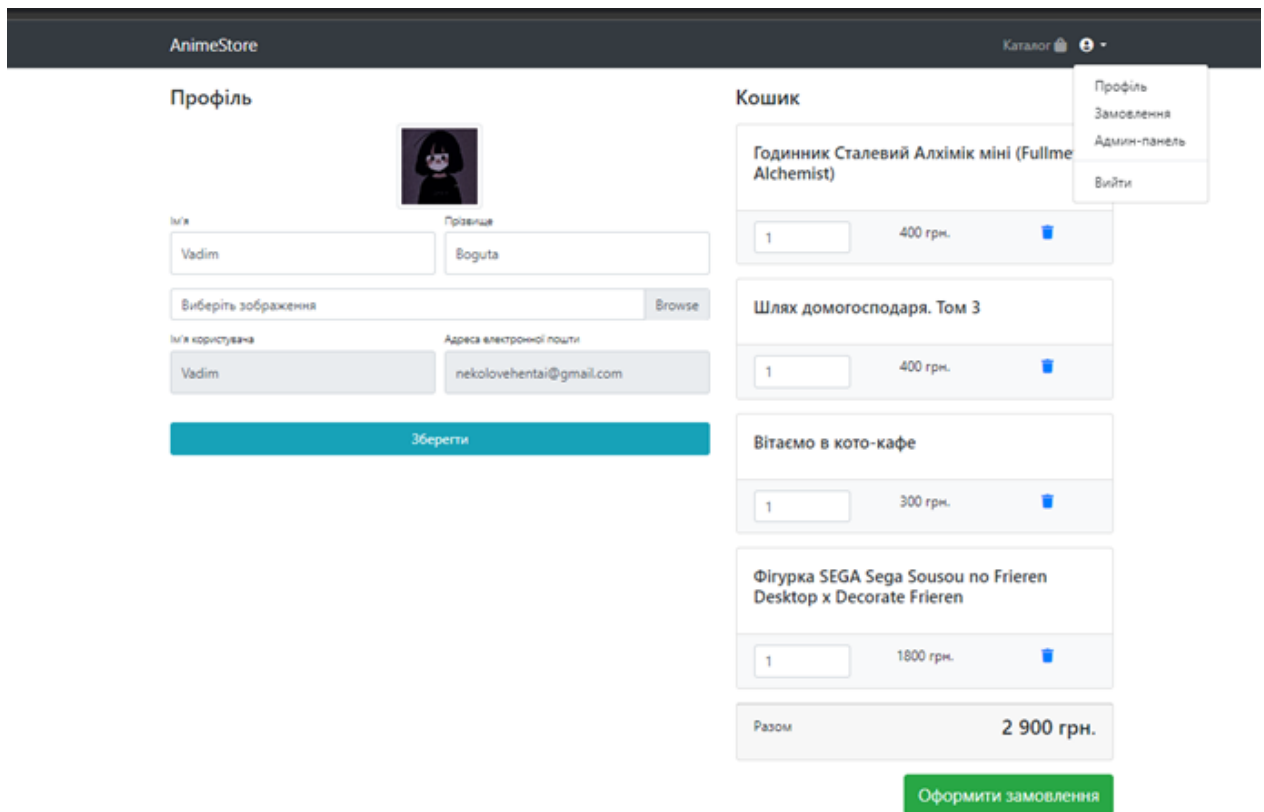 AnimeStore
Каталог
Профіль
Замовлення
Админ-панель
Вийти
Профіль
Ім'я
Прізвище
Vadim
Boguta
Виберіть зображення
Browse
Ім'я користувача
Адреса електронної пошти
Vadim
nekolovehentai@gmail.com
Зберегти
Кошик
Годинник Сталевий Алхімік міні (Fullme
Alchemist)
1
400 грн.
Шлях домогосподаря. Том 3
1
400 грн.
Вітаємо в кото-кафе
1
300 грн.
Фігурка SEGA Sega Sousou no Frieren
Desktop x Decorate Frieren
1
1800 грн.
Разом
2 900 грн.
Оформити замовлення